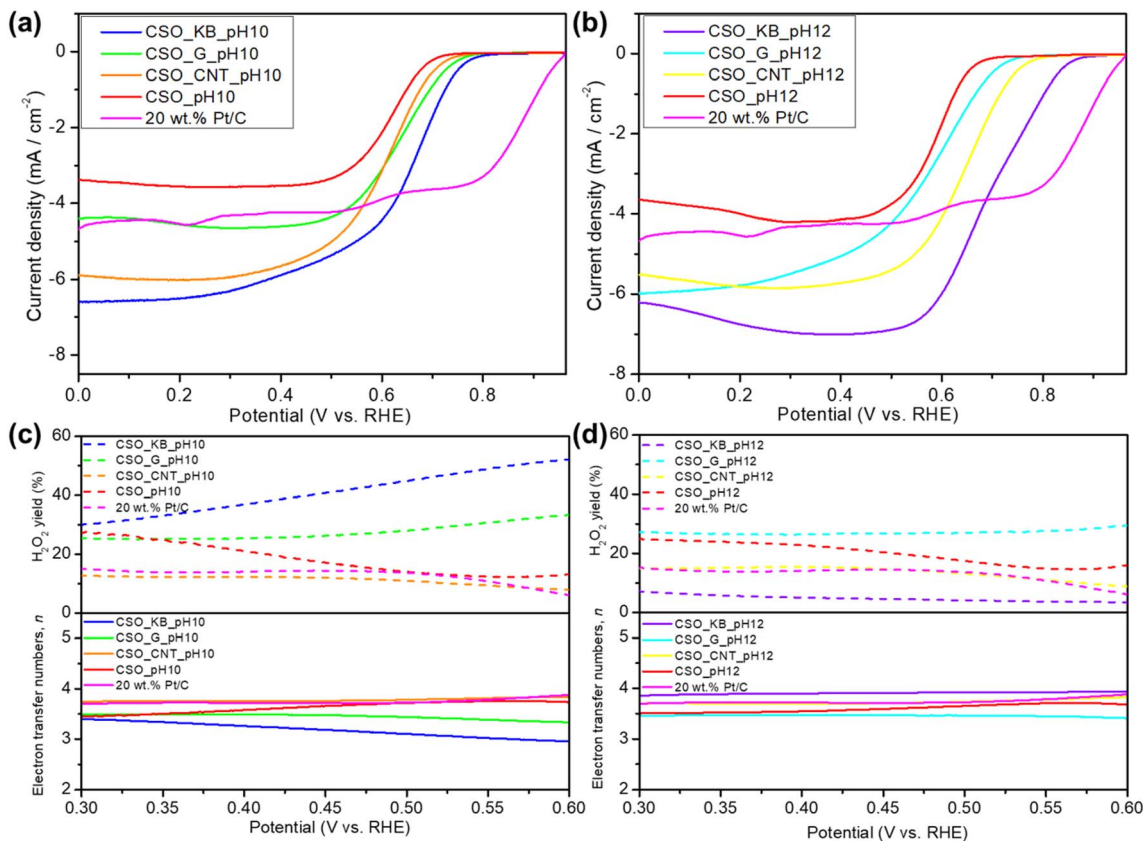 (a)
CSO_KB_pH10
CSO_G_pH10
CSO_CNT_pH10
CSO_pH10
20 wt.% Pt/C
Current density (mA / cm⁻²)
0
-2
-4
-6
-8
0.0 0.2 0.4 0.6 0.8
Potential (V vs. RHE)
(b)
CSO_KB_pH12
CSO_G_pH12
CSO_CNT_pH12
CSO_pH12
20 wt.% Pt/C
Current density (mA / cm⁻²)
0
-2
-4
-6
-8
0.0 0.2 0.4 0.6 0.8
Potential (V vs. RHE)
(c)
CSO_KB_pH10
CSO_G_pH10
CSO_CNT_pH10
CSO_pH10
20 wt.% Pt/C
H₂O₂ yield (%)
60
40
20
0
CSO_KB_pH10
CSO_G_pH10
CSO_CNT_pH10
CSO_pH10
20 wt.% Pt/C
Electron transfer numbers, n
5
4
3
2
0.30 0.35 0.40 0.45 0.50 0.55 0.60
Potential (V vs. RHE)
(d)
CSO_KB_pH12
CSO_G_pH12
CSO_CNT_pH12
CSO_pH12
20 wt.% Pt/C
H₂O₂ yield (%)
60
40
20
0
CSO_KB_pH12
CSO_G_pH12
CSO_CNT_pH12
CSO_pH12
20 wt.% Pt/C
Electron transfer numbers, n
5
4
3
2
0.30 0.35 0.40 0.45 0.50 0.55 0.60
Potential (V vs. RHE)